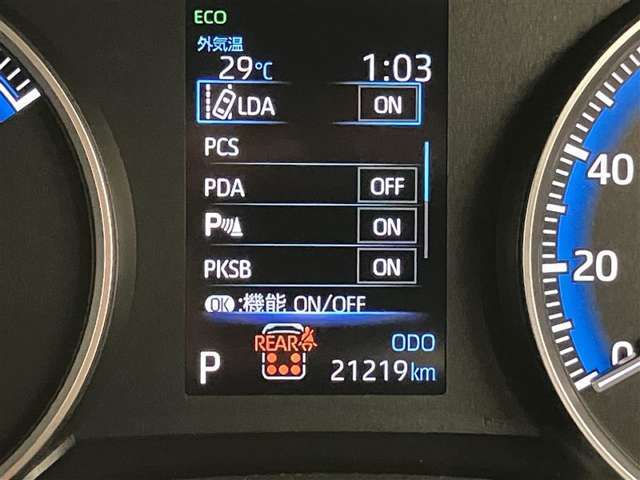 ECO
外気温
29℃ 1:03
LDA ON
PCS
PDA OFF
P ON
PKSB ON
OK:機能 ON/OFF
REAR ODO
P 21219km
40
20
0